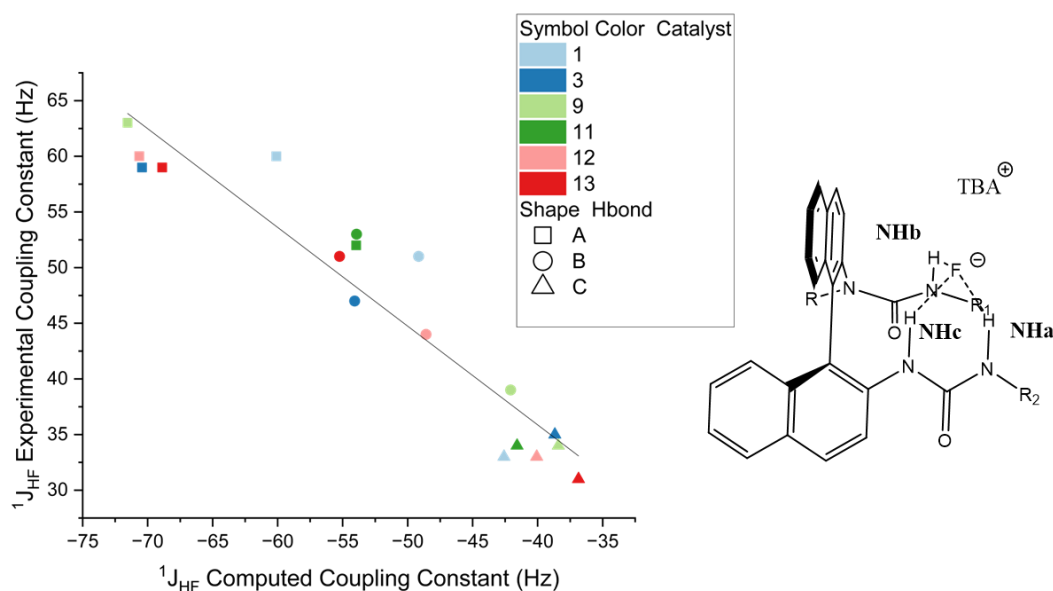 Symbol Color Catalyst
1
3
9
11
12
13
Shape Hbond
A
B
C
65
60
55
50
45
40
35
30
¹J_HF Experimental Coupling Constant (Hz)
−75 −70 −65 −60 −55 −50 −45 −40 −35
¹J_HF Computed Coupling Constant (Hz)
TBA ⊕
NHb
H F ⊖
R N N R₁
O H H
NHc NHa
N N
R₂
O